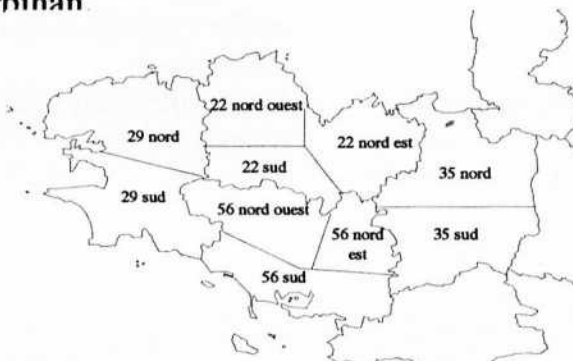 22 nord ouest
29 nord
22 nord est
22 sud
35 nord
29 sud
56 nord ouest
56 nord
est
35 sud
56 sud